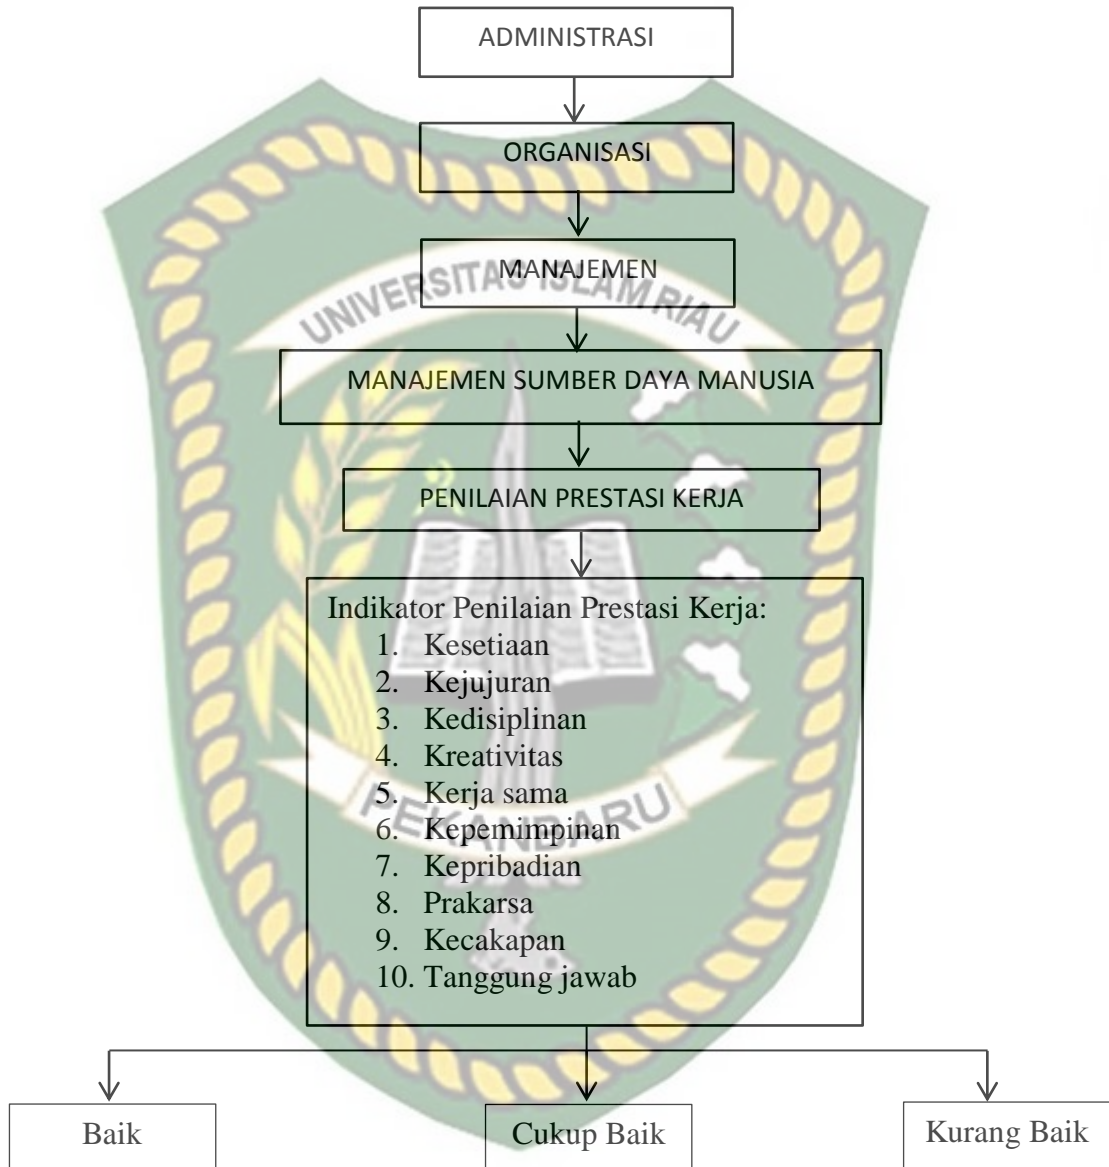 ADMINISTRASI
ORGANISASI
MANAJEMEN
UNIVERSITAS ISLAM RIAU
MANAJEMEN SUMBER DAYA MANUSIA
PENILAIAN PRESTASI KERJA
Indikator Penilaian Prestasi Kerja:
1. Kesetiaan
2. Kejujuran
3. Kedisiplinan
4. Kreativitas
5. Kerja sama
6. Kepemimpinan
7. Kepribadian
8. Prakarsa
9. Kecakapan
10. Tanggung jawab
PEKANBARU
Baik
Cukup Baik
Kurang Baik